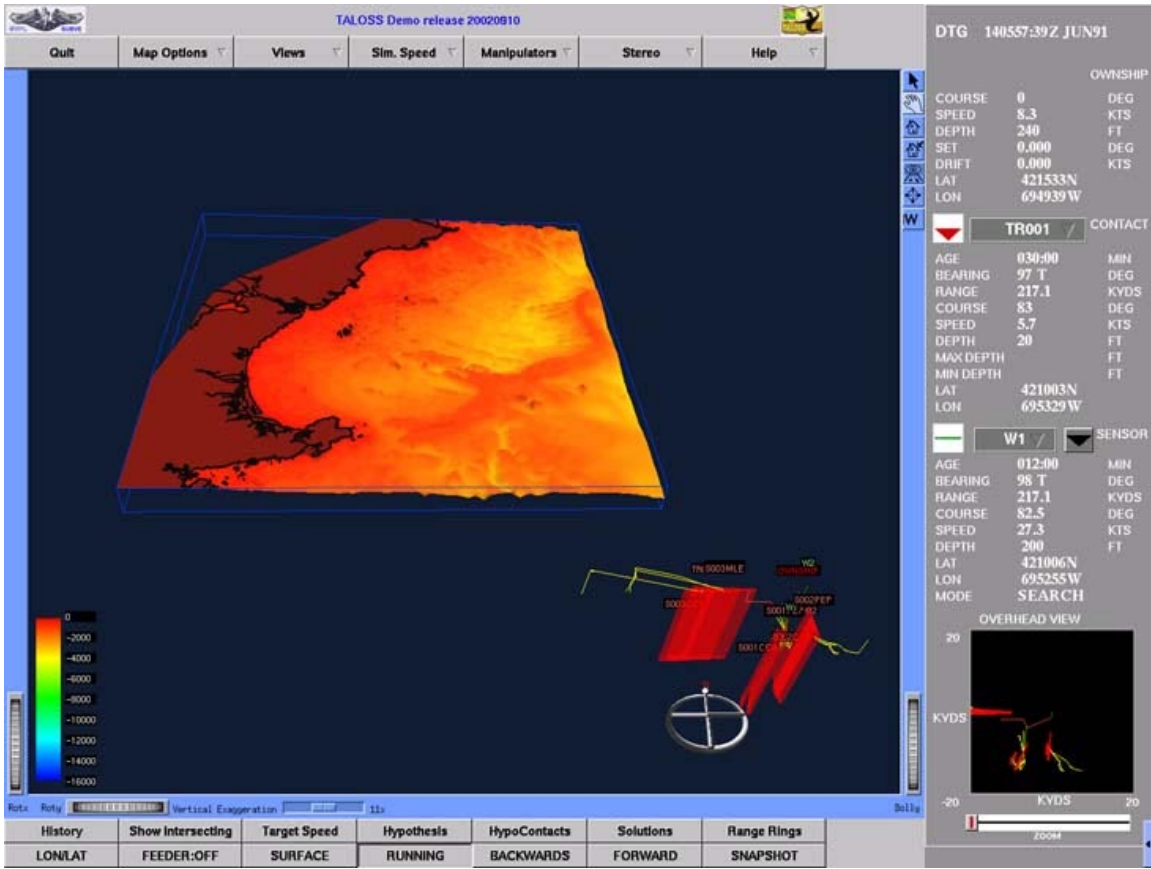 TALOSS Demo release 20020810
Quit Map Options Views Sim. Speed Manipulators Stereo Help
DTG 140557:39Z JUN91
OWNSHIP
COURSE 0 DEG
SPEED 8.3 KTS
DEPTH 240 FT
SET 0.000 DEG
DRIFT 0.000 KTS
LAT 421533N
LON 694939W
TR001 CONTACT
AGE 030:00 MIN
BEARING 97 T DEG
RANGE 217.1 KYDS
COURSE 83 DEG
SPEED 5.7 KTS
DEPTH 20 FT
MAX DEPTH FT
MIN DEPTH FT
LAT 421003N
LON 695329W
W1 SENSOR
AGE 012:00 MIN
BEARING 98 T DEG
RANGE 217.1 KYDS
COURSE 82.5 DEG
SPEED 27.3 KTS
DEPTH 200 FT
LAT 421006N
LON 695255W
MODE SEARCH
OVERHEAD VIEW
20
KYDS
-20 KYDS 20
ZOOM
W
W2
S003MLE
OWNSHIP
S002PEP
0
-2000
-4000
-6000
-8000
-10000
-12000
-14000
-16000
Rotx Roty Vertical Exaggeration 11x Dolly
History Show Intersecting Target Speed Hypothesis HypoContacts Solutions Range Rings
LON/LAT FEEDER:OFF SURFACE RUNNING BACKWARDS FORWARD SNAPSHOT